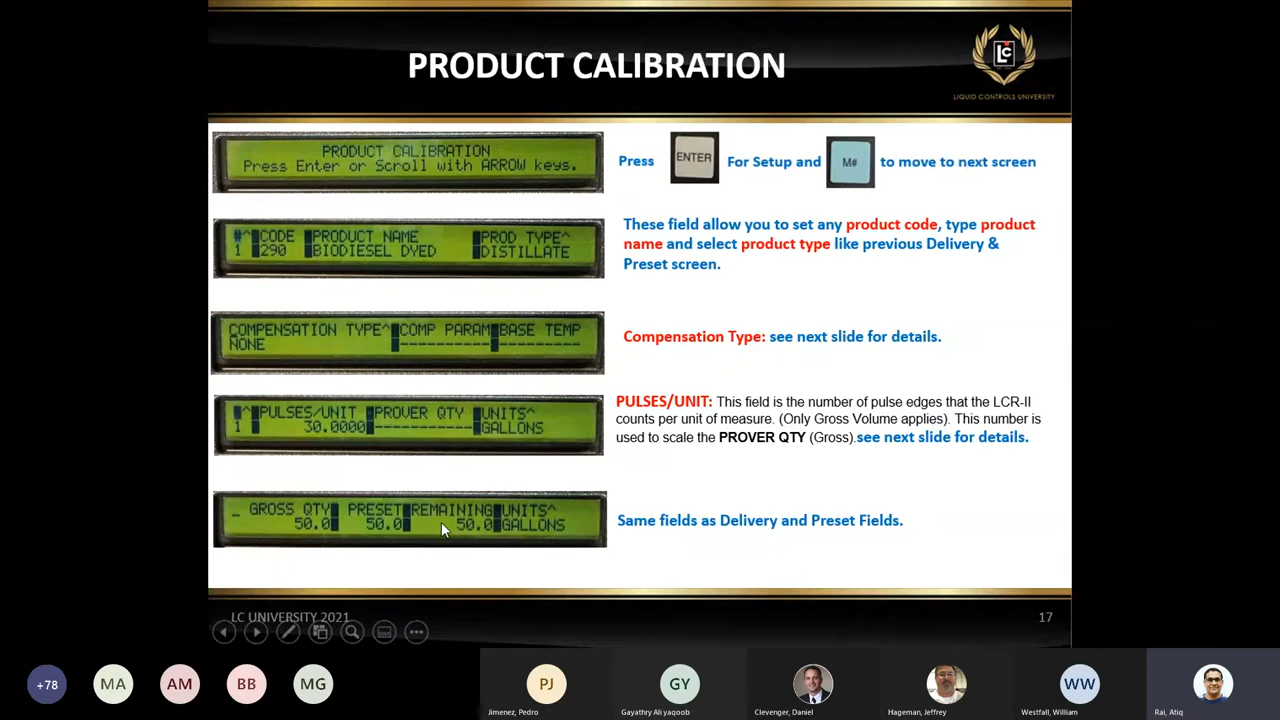 PRODUCT CALIBRATION
LC
LIQUID CONTROLS UNIVERSITY
PRODUCT CALIBRATION
Press Enter or Scroll with ARROW keys.
Press ENTER For Setup and M# to move to next screen
#^ CODE PRODUCT NAME PROD TYPE^
1 290 BIODIESEL DYED DISTILLATE
These field allow you to set any product code, type product
name and select product type like previous Delivery &
Preset screen.
COMPENSATION TYPE^ COMP PARAM BASE TEMP
NONE ---------- ---------
Compensation Type: see next slide for details.
#^ PULSES/UNIT PROVER QTY UNITS^
1 30.0000 ------------ GALLONS
PULSES/UNIT: This field is the number of pulse edges that the LCR-II
counts per unit of measure. (Only Gross Volume applies). This number is
used to scale the PROVER QTY (Gross).see next slide for details.
_ GROSS QTY PRESET REMAINING UNITS^
50.0 50.0 50.0 GALLONS
Same fields as Delivery and Preset Fields.
LC UNIVERSITY 2021
17
+78
MA
AM
BB
MG
PJ
GY
WW
Jimenez, Pedro
Gayathry Ali yaqoob
Clevenger, Daniel
Hageman, Jeffrey
Westfall, William
Rai, Atiq